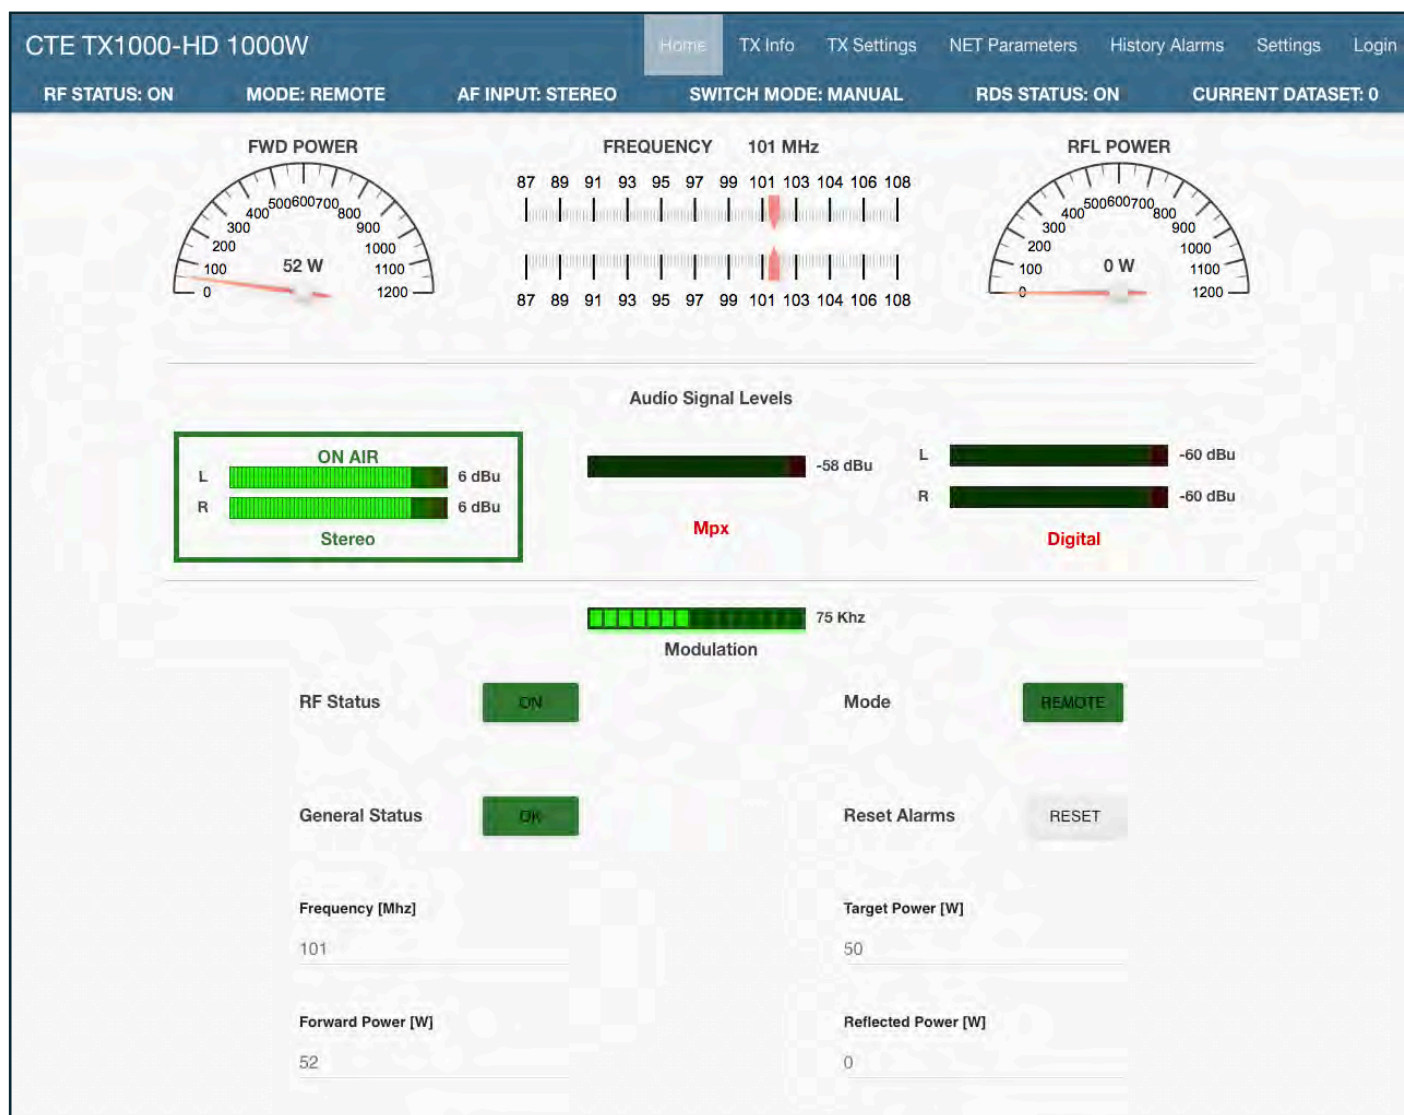 CTE TX1000-HD 1000W
Home TX Info TX Settings NET Parameters History Alarms Settings Login
RF STATUS: ON MODE: REMOTE AF INPUT: STEREO SWITCH MODE: MANUAL RDS STATUS: ON CURRENT DATASET: 0
FWD POWER
0 100 200 300 400 500 600 700 800 900 1000 1100 1200
52 W
FREQUENCY 101 MHz
87 89 91 93 95 97 99 101 103 104 106 108
87 89 91 93 95 97 99 101 103 104 106 108
RFL POWER
0 100 200 300 400 500 600 700 800 900 1000 1100 1200
0 W
Audio Signal Levels
ON AIR
L 6 dBu
R 6 dBu
Stereo
-58 dBu
Mpx
L -60 dBu
R -60 dBu
Digital
75 Khz
Modulation
RF Status ON Mode REMOTE
General Status OK Reset Alarms RESET
Frequency [Mhz] Target Power [W]
101 50
Forward Power [W] Reflected Power [W]
52 0